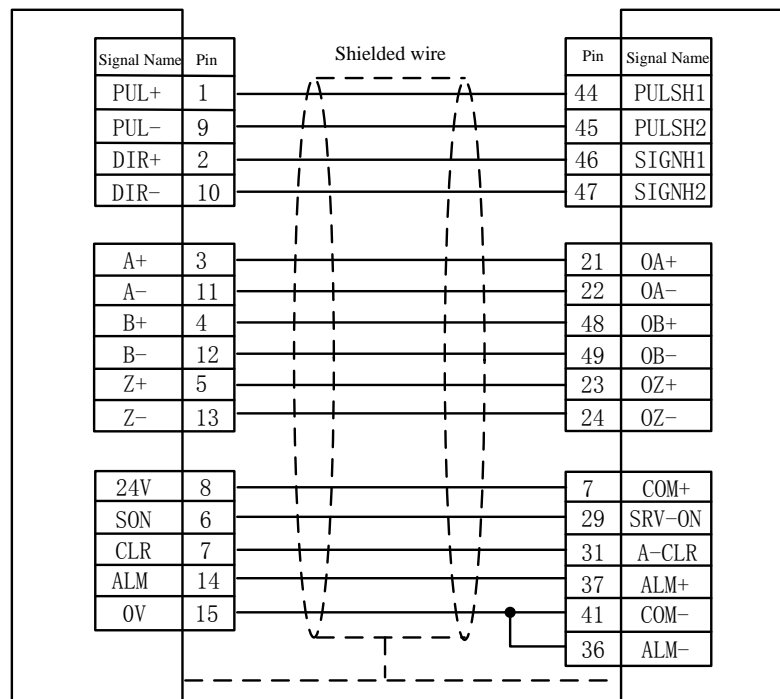 Shielded wire
Signal Name Pin Pin Signal Name
PUL+ 1 44 PULSH1
PUL- 9 45 PULSH2
DIR+ 2 46 SIGNH1
DIR- 10 47 SIGNH2
A+ 3 21 OA+
A- 11 22 OA-
B+ 4 48 OB+
B- 12 49 OB-
Z+ 5 23 OZ+
Z- 13 24 OZ-
24V 8 7 COM+
SON 6 29 SRV-ON
CLR 7 31 A-CLR
ALM 14 37 ALM+
0V 15 41 COM-
36 ALM-